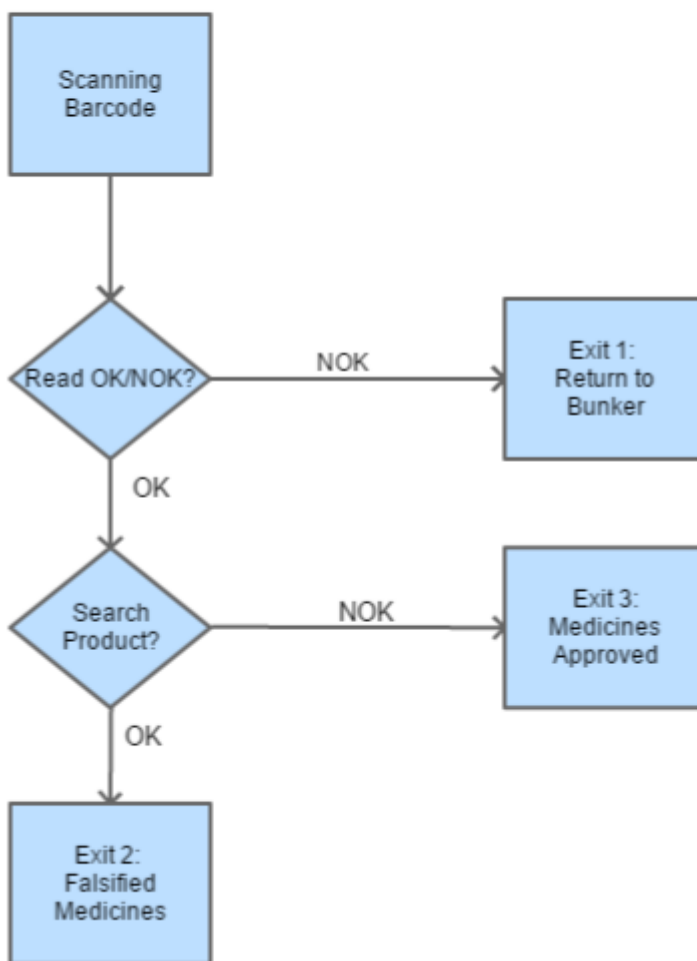 Scanning
Barcode
Read OK/NOK?
NOK
Exit 1:
Return to
Bunker
OK
Search
Product?
NOK
Exit 3:
Medicines
Approved
OK
Exit 2:
Falsified
Medicines